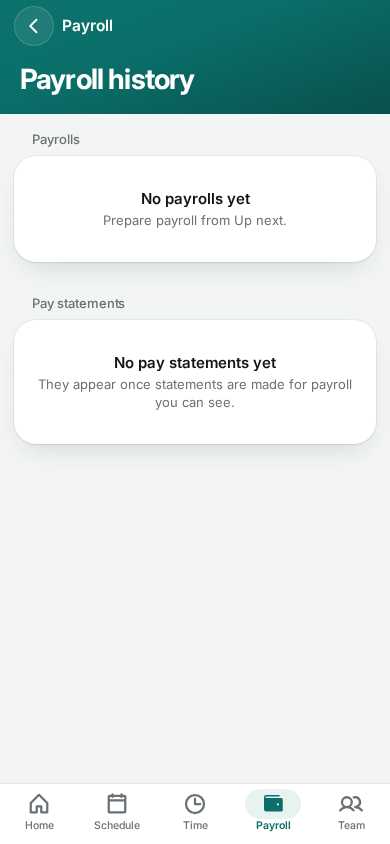 Payroll
Payroll history
Payrolls
No payrolls yet
Prepare payroll from Up next.
Pay statements
No pay statements yet
They appear once statements are made for payroll
you can see.
Home
Schedule
Time
Payroll
Team